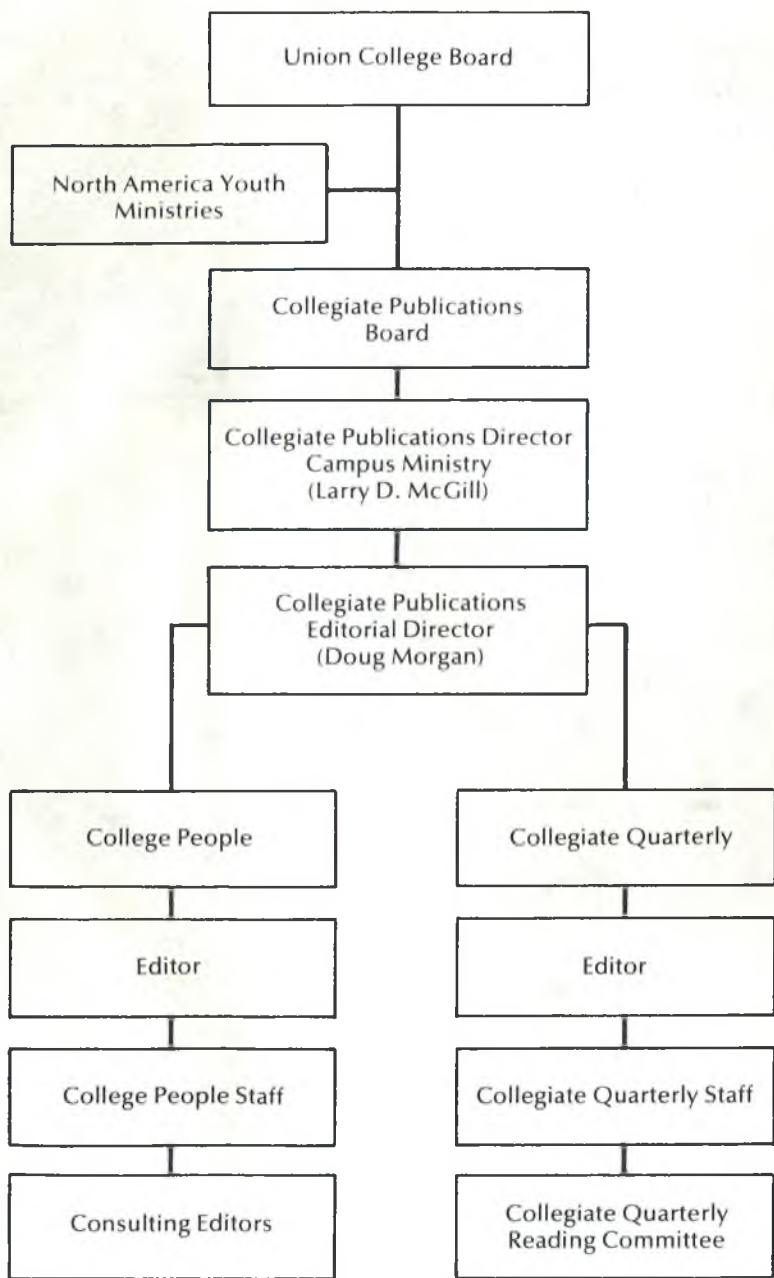 Union College Board
North America Youth
Ministries
Collegiate Publications
Board
Collegiate Publications Director
Campus Ministry
(Larry D. McGill)
Collegiate Publications
Editorial Director
(Doug Morgan)
College People
Collegiate Quarterly
Editor
Editor
College People Staff
Collegiate Quarterly Staff
Consulting Editors
Collegiate Quarterly
Reading Committee